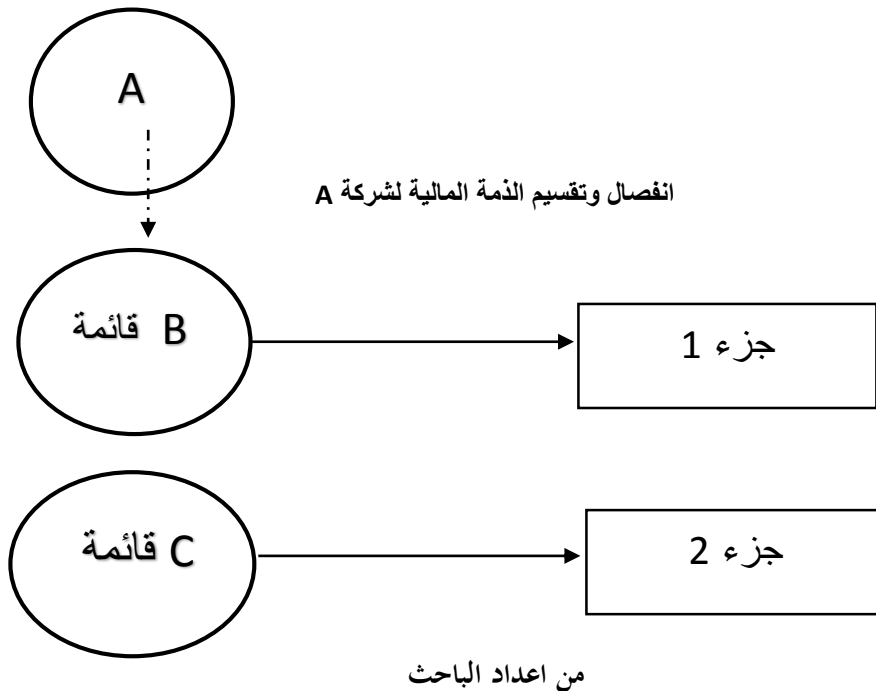 A
انفصال وتقسيم الذمة المالية لشركة A
B قائمة
جزء 1
C قائمة
جزء 2
من اعداد الباحث